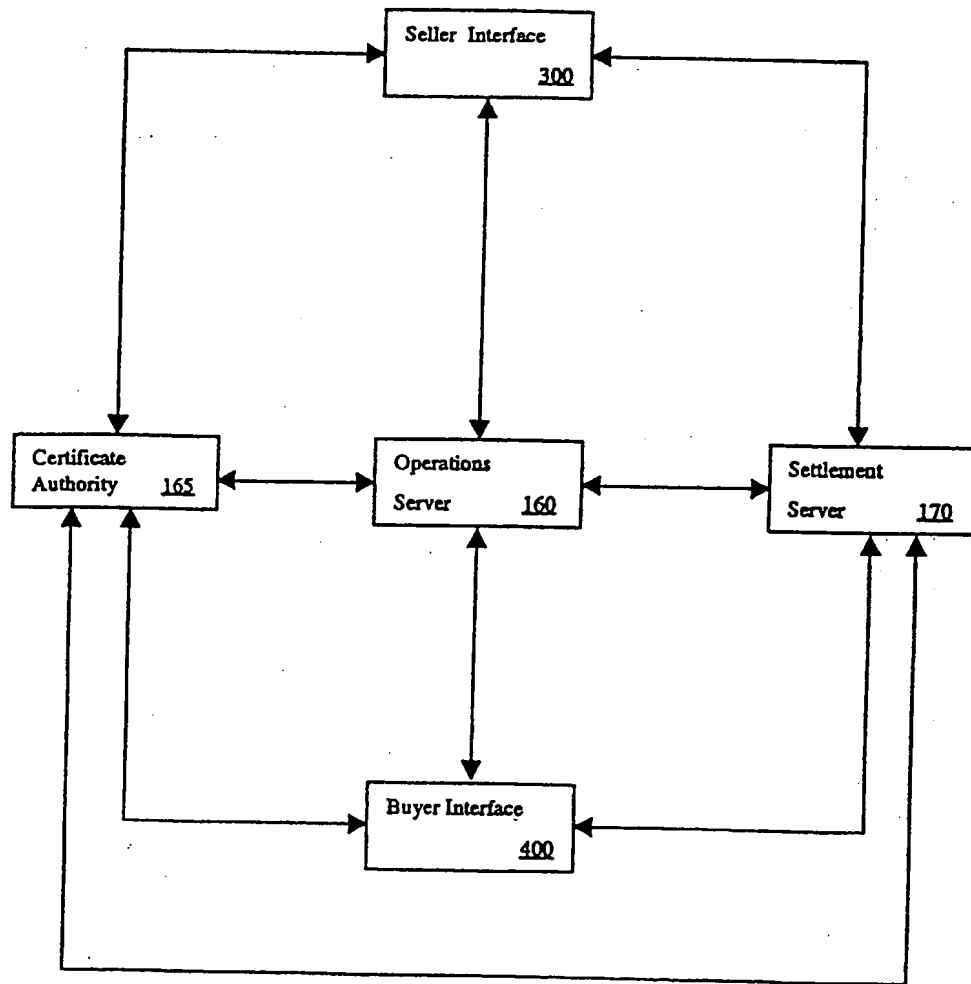 Seller Interface
300
Certificate
Authority 165
Operations
Server 160
Settlement
Server 170
Buyer Interface
400